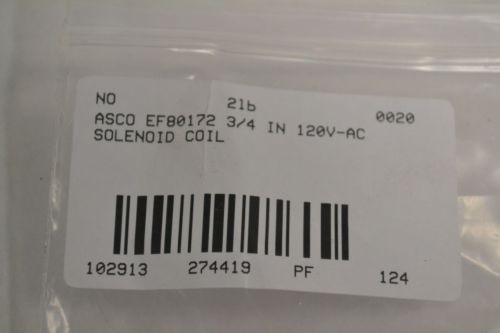 NO 21b 0020
ASCO EF80172 3/4 IN 120V-AC
SOLENOID COIL
102913 274419 PF 124